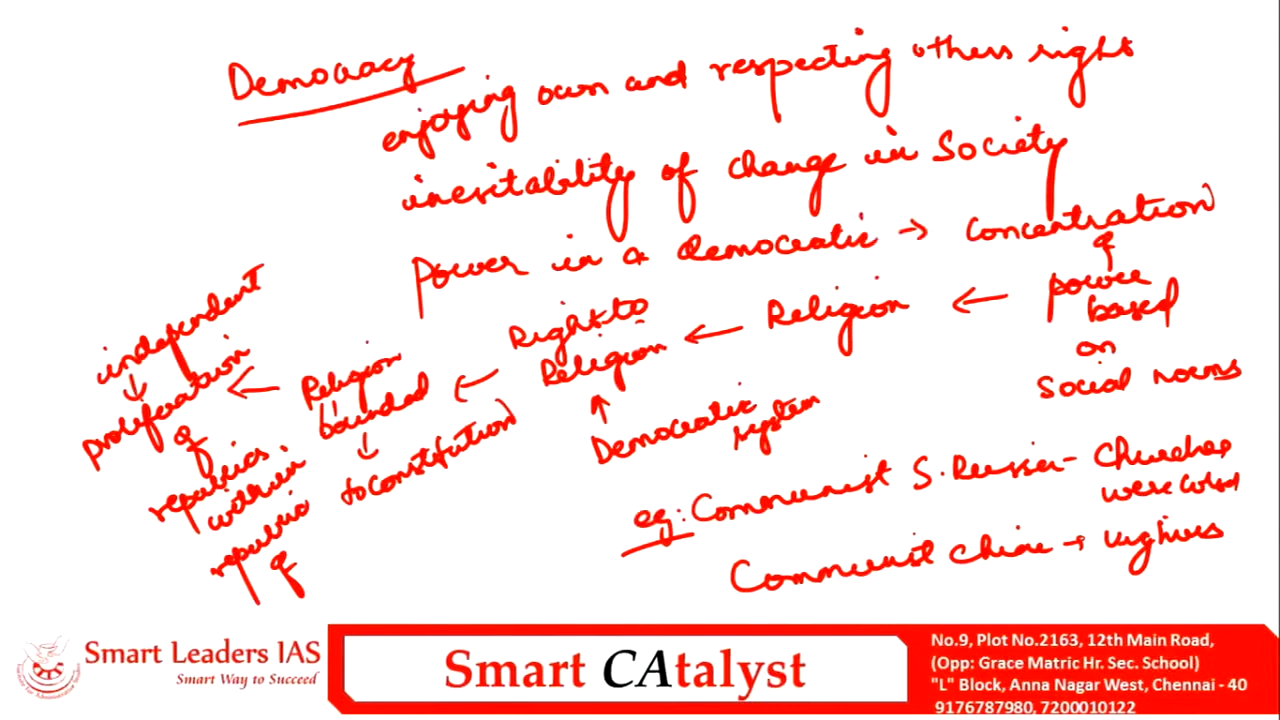 Democracy
enjoying own and respecting others right
inevitability of change in society
Power in a democratic → concentration
of
power
based
on
social norms
← Religion ←
Right to
Religion
↑
Democratic
system
← Religion
bounded
↓
to constitution
←
independent
↓
proliferation
of
republics
within
republic
of
eg: Communist S. Russia - Churches
were
Communist China →
Smart Leaders IAS
Smart Way to Succeed
Smart CAtalyst
No.9, Plot No.2163, 12th Main Road,
(Opp: Grace Matric Hr. Sec. School)
"L" Block, Anna Nagar West, Chennai - 40
9176787980, 7200010122